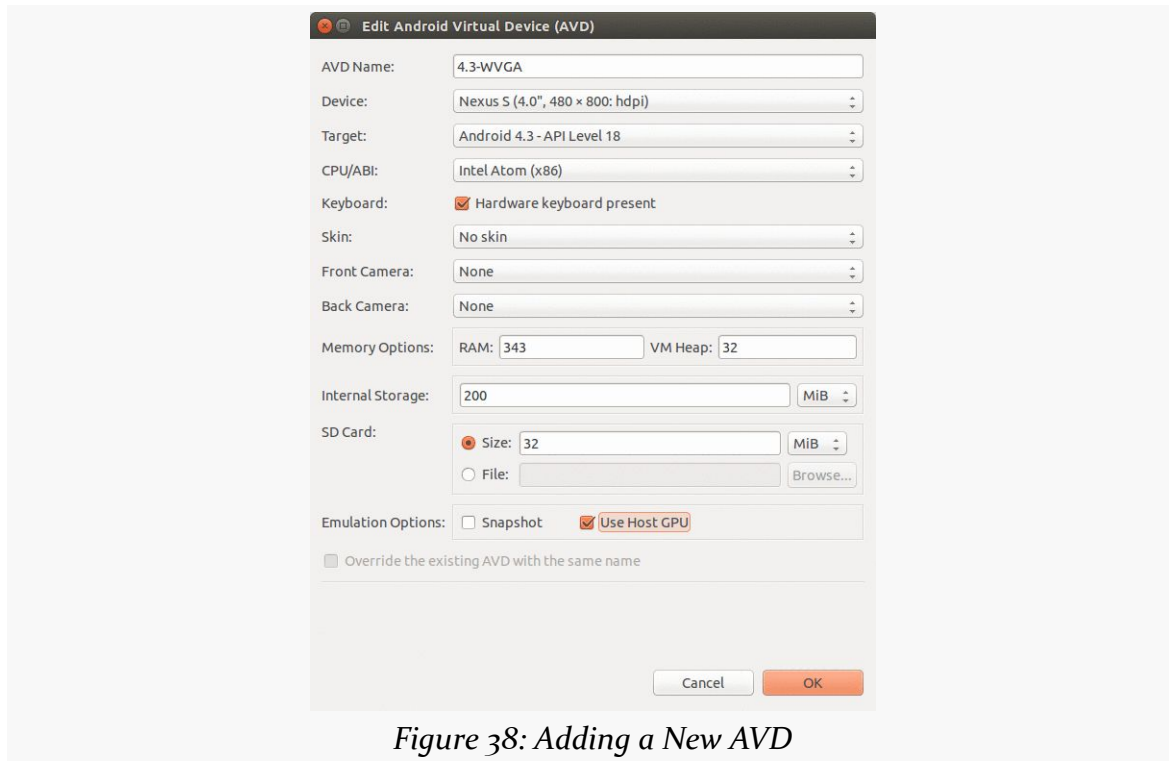 Edit Android Virtual Device (AVD)
AVD Name: 4.3-WVGA
Device: Nexus S (4.0", 480 × 800: hdpi)
Target: Android 4.3 - API Level 18
CPU/ABI: Intel Atom (x86)
Keyboard: Hardware keyboard present
Skin: No skin
Front Camera: None
Back Camera: None
Memory Options: RAM: 343 VM Heap: 32
Internal Storage: 200 MiB
SD Card:
Size: 32 MiB
File: Browse...
Emulation Options: Snapshot Use Host GPU
Override the existing AVD with the same name
Cancel OK
Figure 38: Adding a New AVD